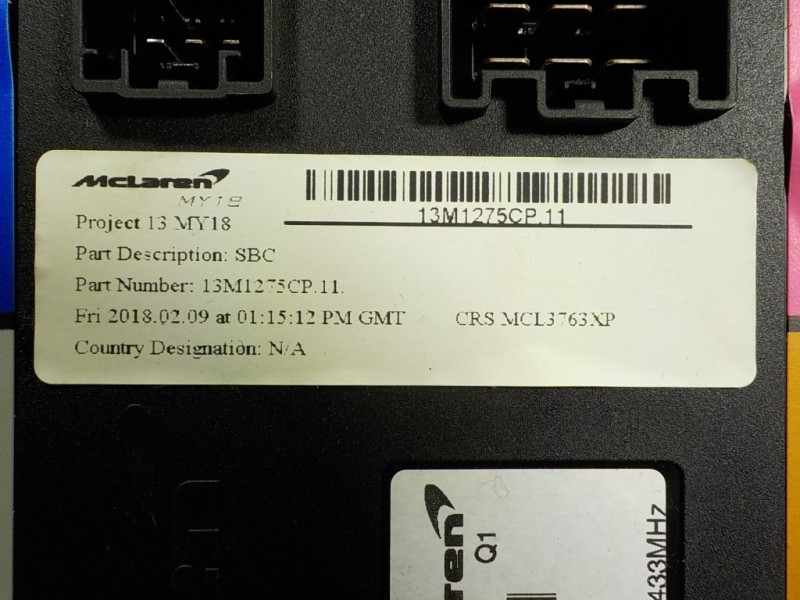 McLaren
MY18
13M1275CP.11
Project 13 MY18
Part Description: SBC
Part Number: 13M1275CP.11.
Fri 2018.02.09 at 01:15:12 PM GMT CRS MCL3763XP
Country Designation: N/A
ren
Q1
433MHz